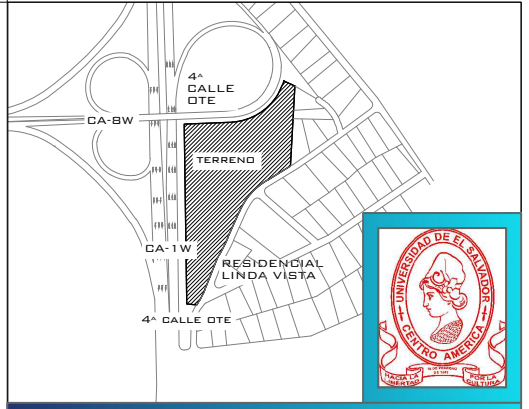 4ª
CALLE
OTE
CA-8W
TERRENO
CA-1W
RESIDENCIAL
LINDA VISTA
4ª CALLE OTE
UNIVERSIDAD DE EL SALVADOR
CENTRO AMERICA
HACIA LA
LIBERTAD
POR LA
CULTURA